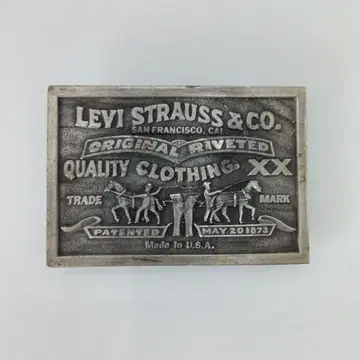 LEVI STRAUSS & CO.
SAN FRANCISCO, CAL
ORIGINAL RIVETED
QUALITY CLOTHING. XX
TRADE MARK
PATENTED MAY 20 1873
Made in U.S.A.